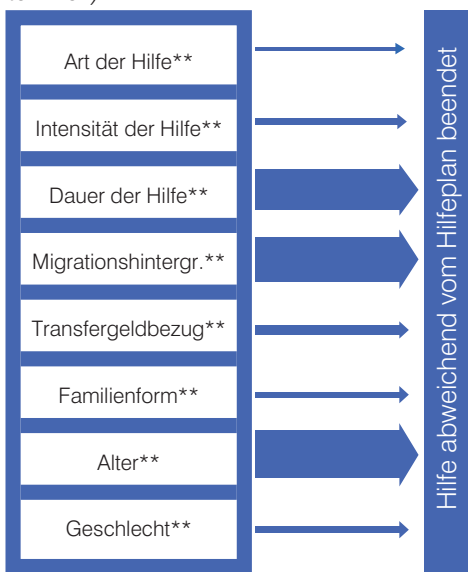 Art der Hilfe**
Intensität der Hilfe**
Dauer der Hilfe**
Migrationshintergr.**
Transfergeldbezug**
Familienform**
Alter**
Geschlecht**
Hilfe abweichend vom Hilfeplan beendet